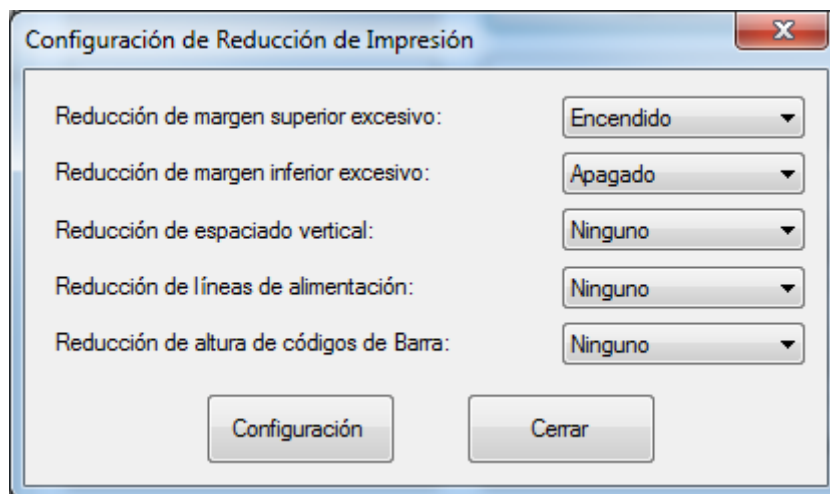 Configuración de Reducción de Impresión
Reducción de margen superior excesivo: Encendido
Reducción de margen inferior excesivo: Apagado
Reducción de espaciado vertical: Ninguno
Reducción de líneas de alimentación: Ninguno
Reducción de altura de códigos de Barra: Ninguno
Configuración Cerrar